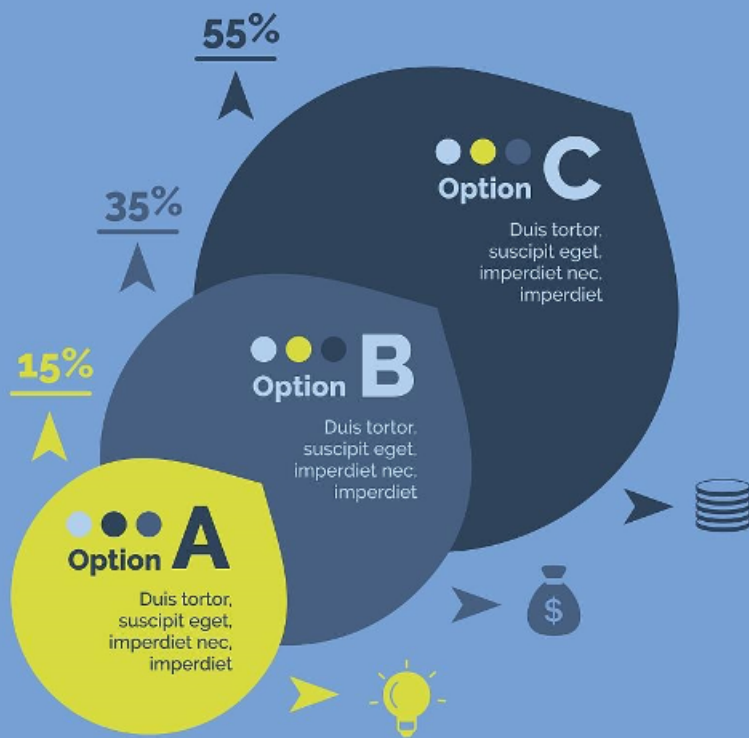 55%
Option C
Duis tortor,
suscipit eget,
imperdiet nec,
imperdiet
35%
Option B
Duis tortor,
suscipit eget,
imperdiet nec,
imperdiet
15%
Option A
Duis tortor,
suscipit eget,
imperdiet nec,
imperdiet
$